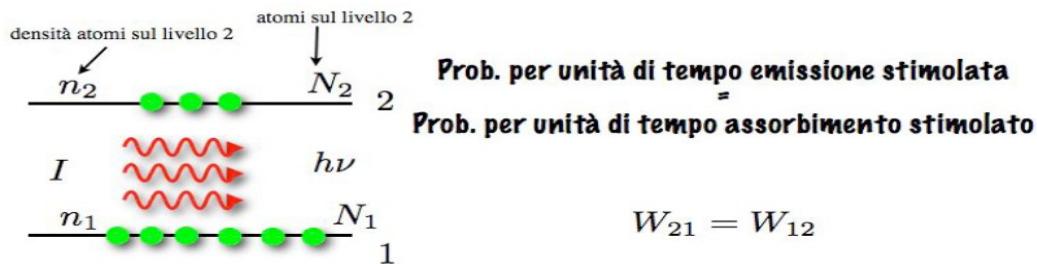 atomi sul livello 2
densità atomi sul livello 2
n₂
N₂
2
Prob. per unità di tempo emissione stimolata
=
Prob. per unità di tempo assorbimento stimolato
I
hν
n₁
N₁
1
W₂₁ = W₁₂